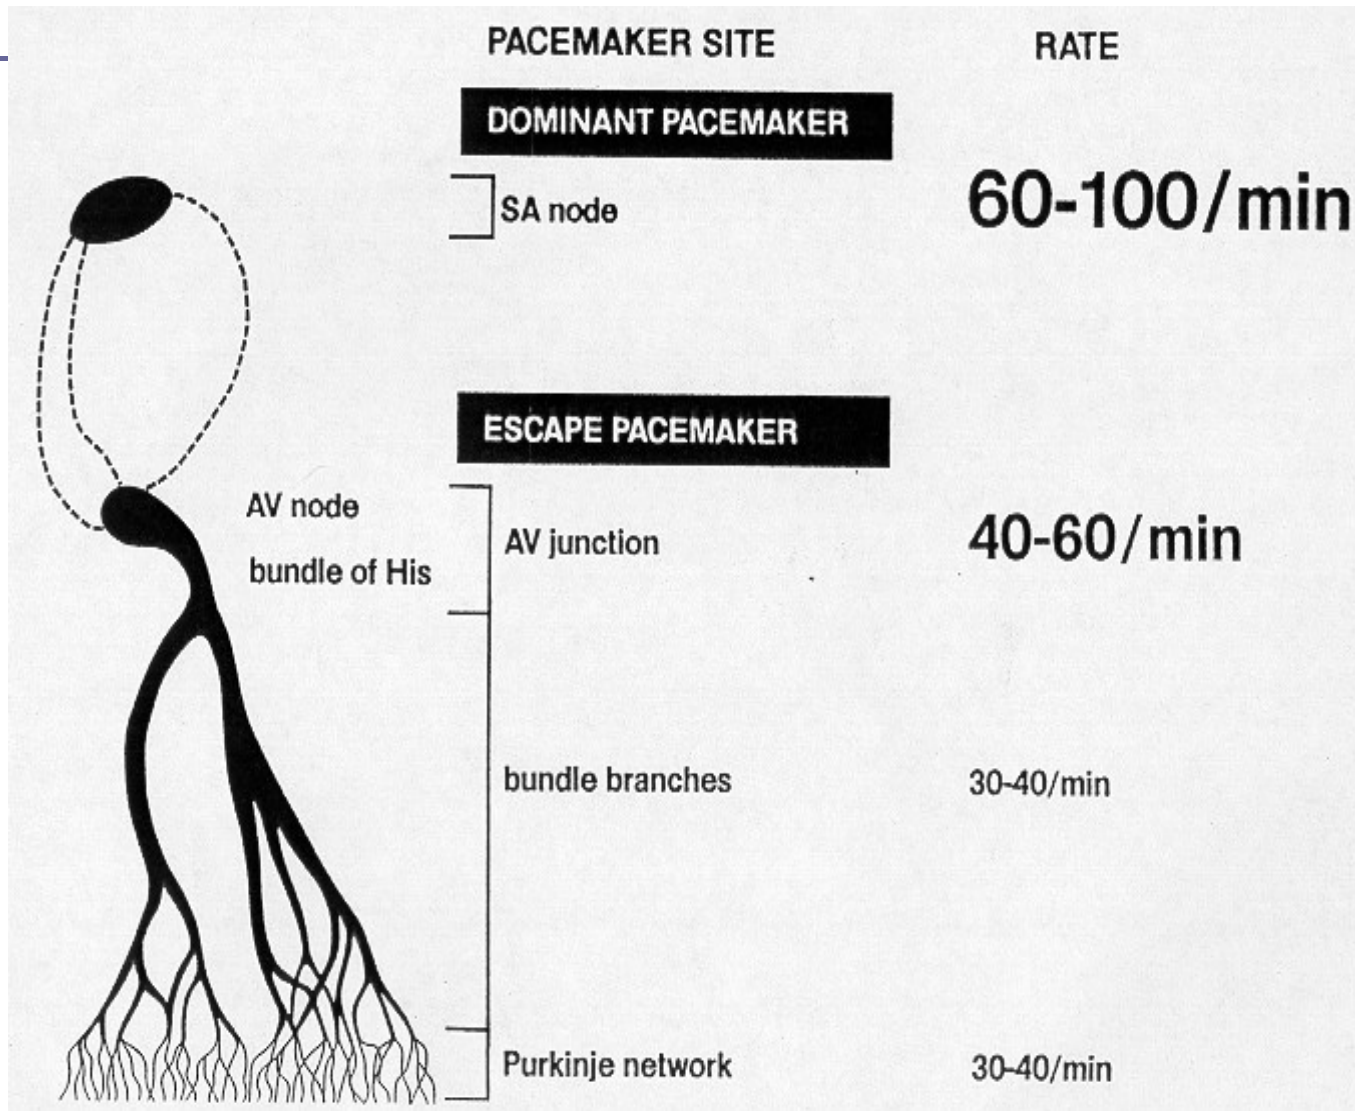 PACEMAKER SITE RATE
DOMINANT PACEMAKER
SA node 60-100/min
ESCAPE PACEMAKER
AV node
bundle of His
AV junction 40-60/min
bundle branches 30-40/min
Purkinje network 30-40/min